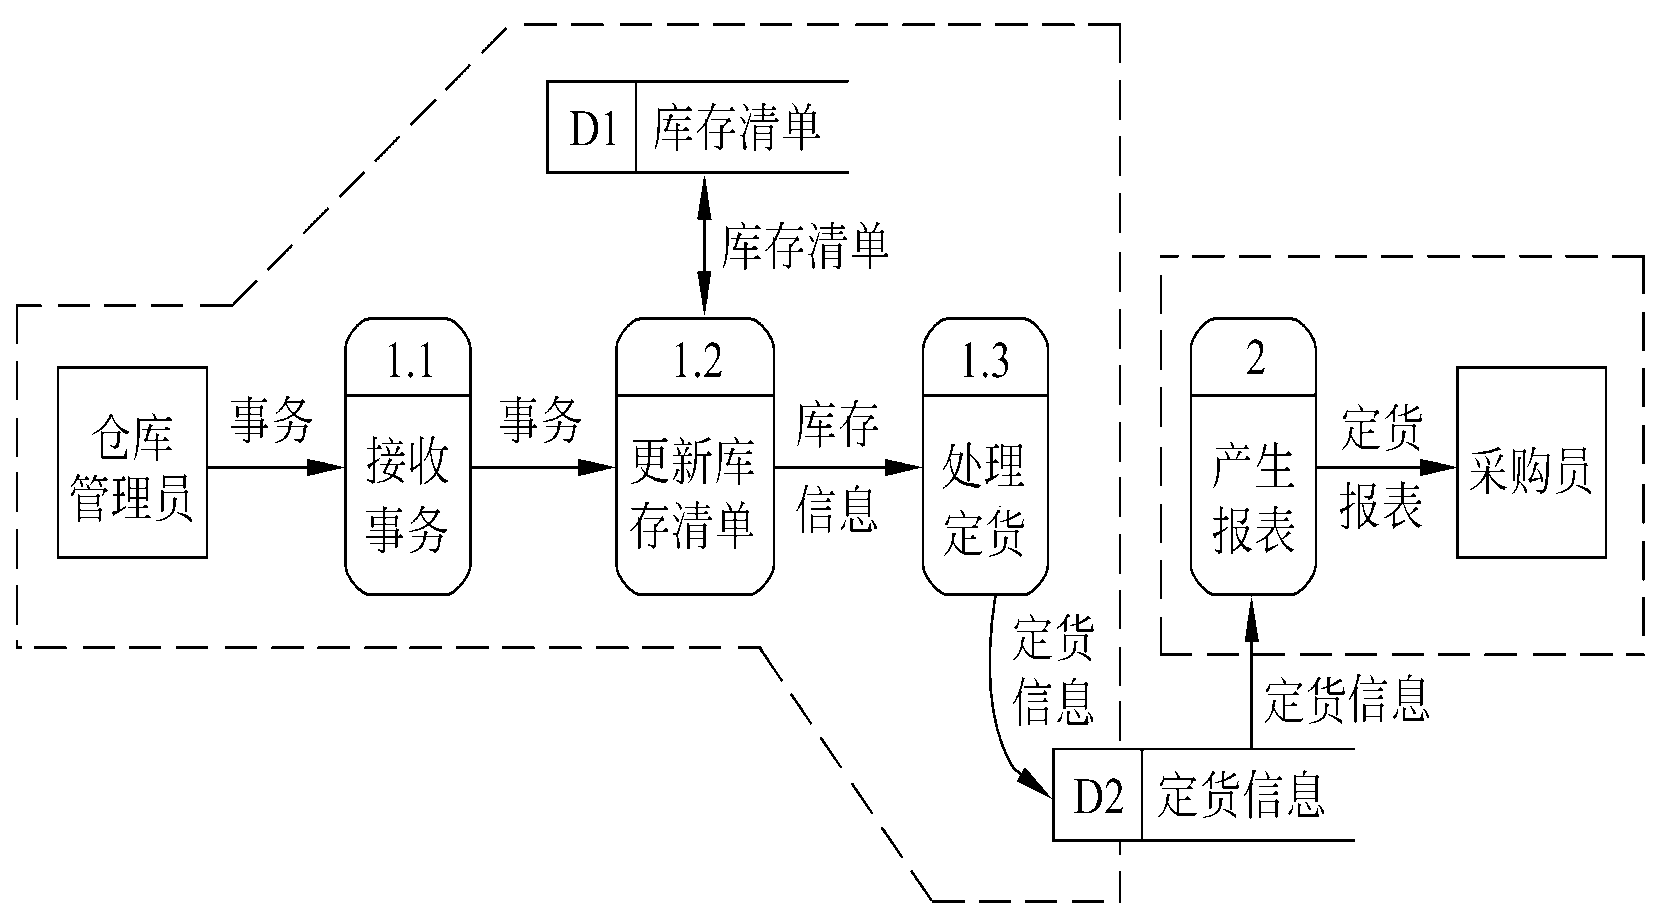 D1
库存清单
库存清单
仓库
管理员
事务
1.1
接收
事务
事务
1.2
更新库
存清单
库存
信息
1.3
处理
定货
定货
信息
D2
定货信息
定货信息
2
产生
报表
定货
报表
采购员